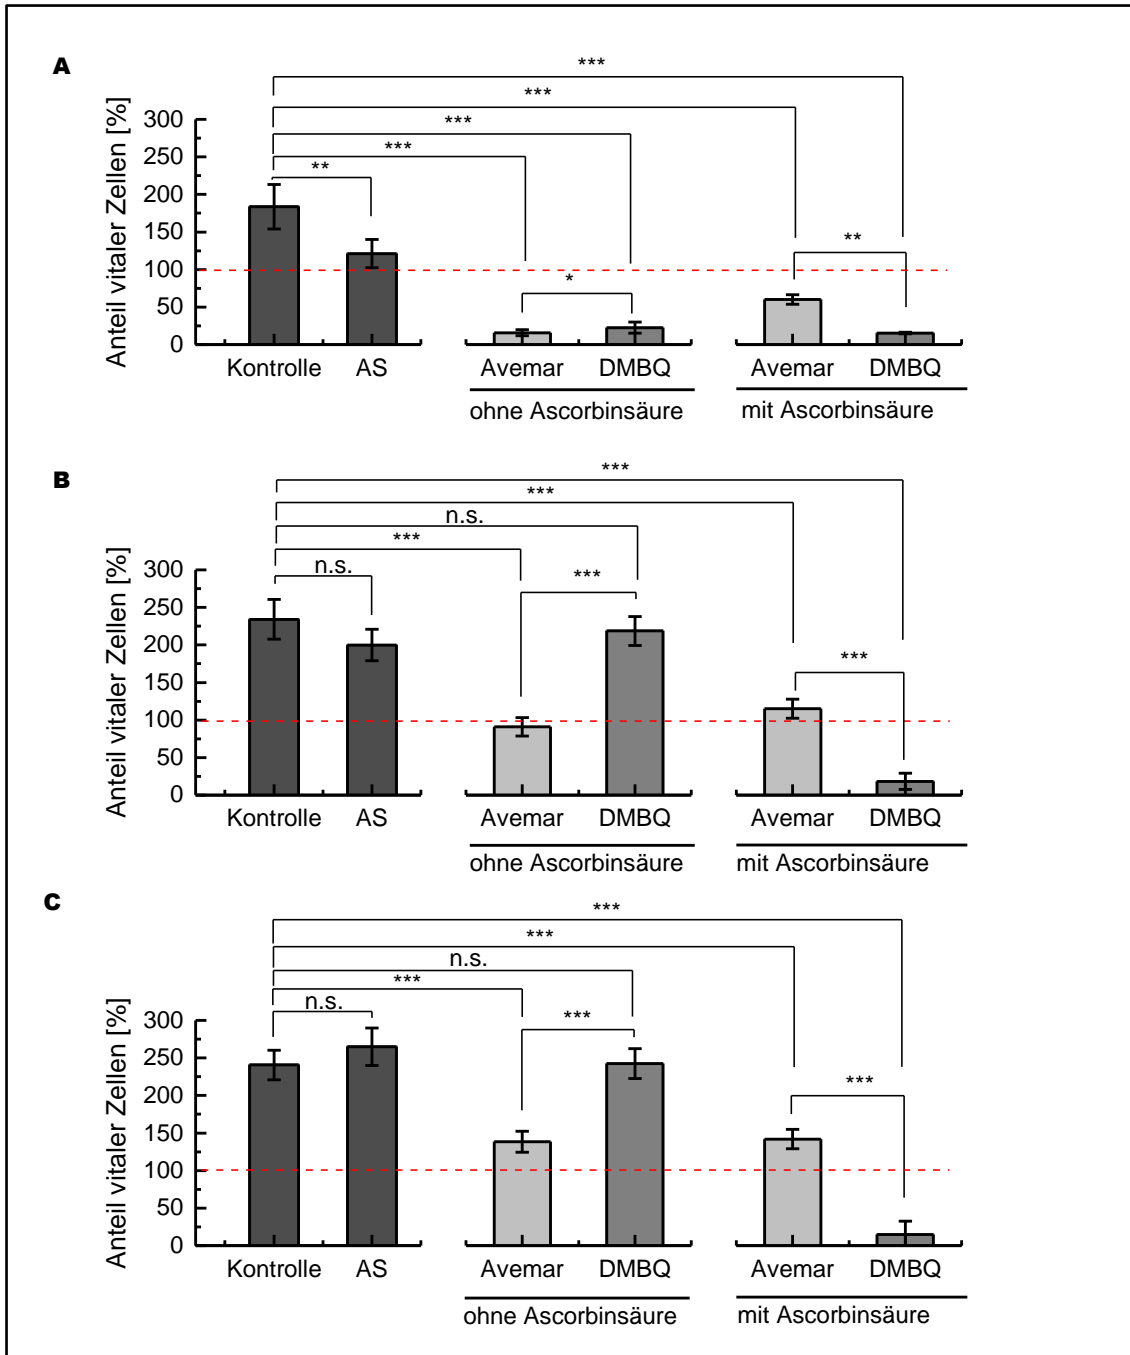 A
***
***
***
***
**
**
*
Anteil vitaler Zellen [%]
300
250
200
150
100
50
0
Kontrolle AS Avemar DMBQ Avemar DMBQ
ohne Ascorbinsäure mit Ascorbinsäure
B
***
***
n.s.
***
n.s.
***
***
Anteil vitaler Zellen [%]
300
250
200
150
100
50
0
Kontrolle AS Avemar DMBQ Avemar DMBQ
ohne Ascorbinsäure mit Ascorbinsäure
C
***
***
n.s.
***
n.s.
***
***
Anteil vitaler Zellen [%]
300
250
200
150
100
50
0
Kontrolle AS Avemar DMBQ Avemar DMBQ
ohne Ascorbinsäure mit Ascorbinsäure